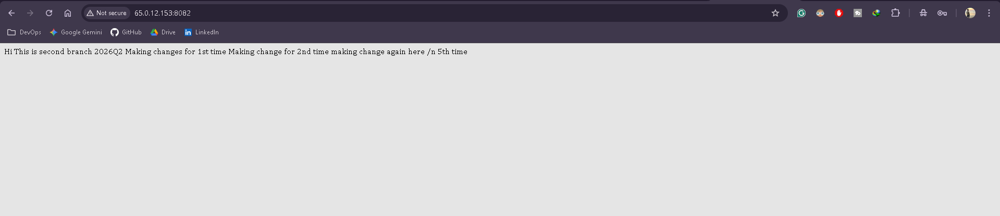 Not secure 65.0.12.153:8082
DevOps Google Gemini GitHub Drive LinkedIn
Hi This is second branch 2026Q2 Making changes for 1st time Making change for 2nd time making change again here /n 5th time